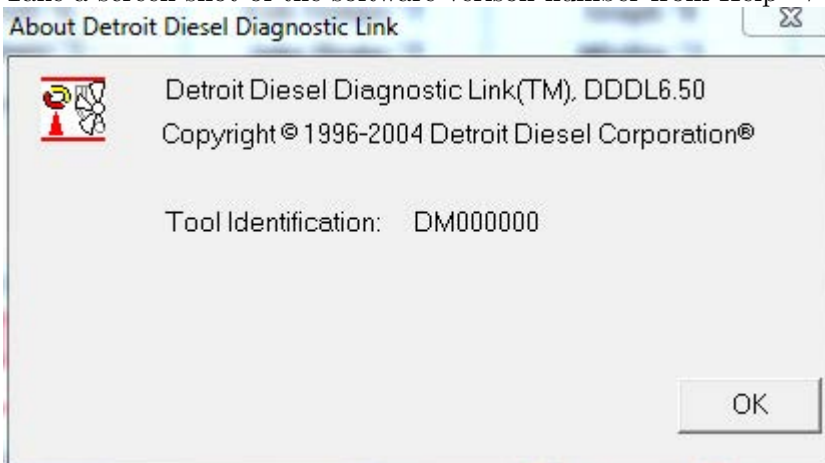 About Detroit Diesel Diagnostic Link
Detroit Diesel Diagnostic Link(TM), DDDL6.50
Copyright © 1996-2004 Detroit Diesel Corporation®
Tool Identification: DM000000
OK